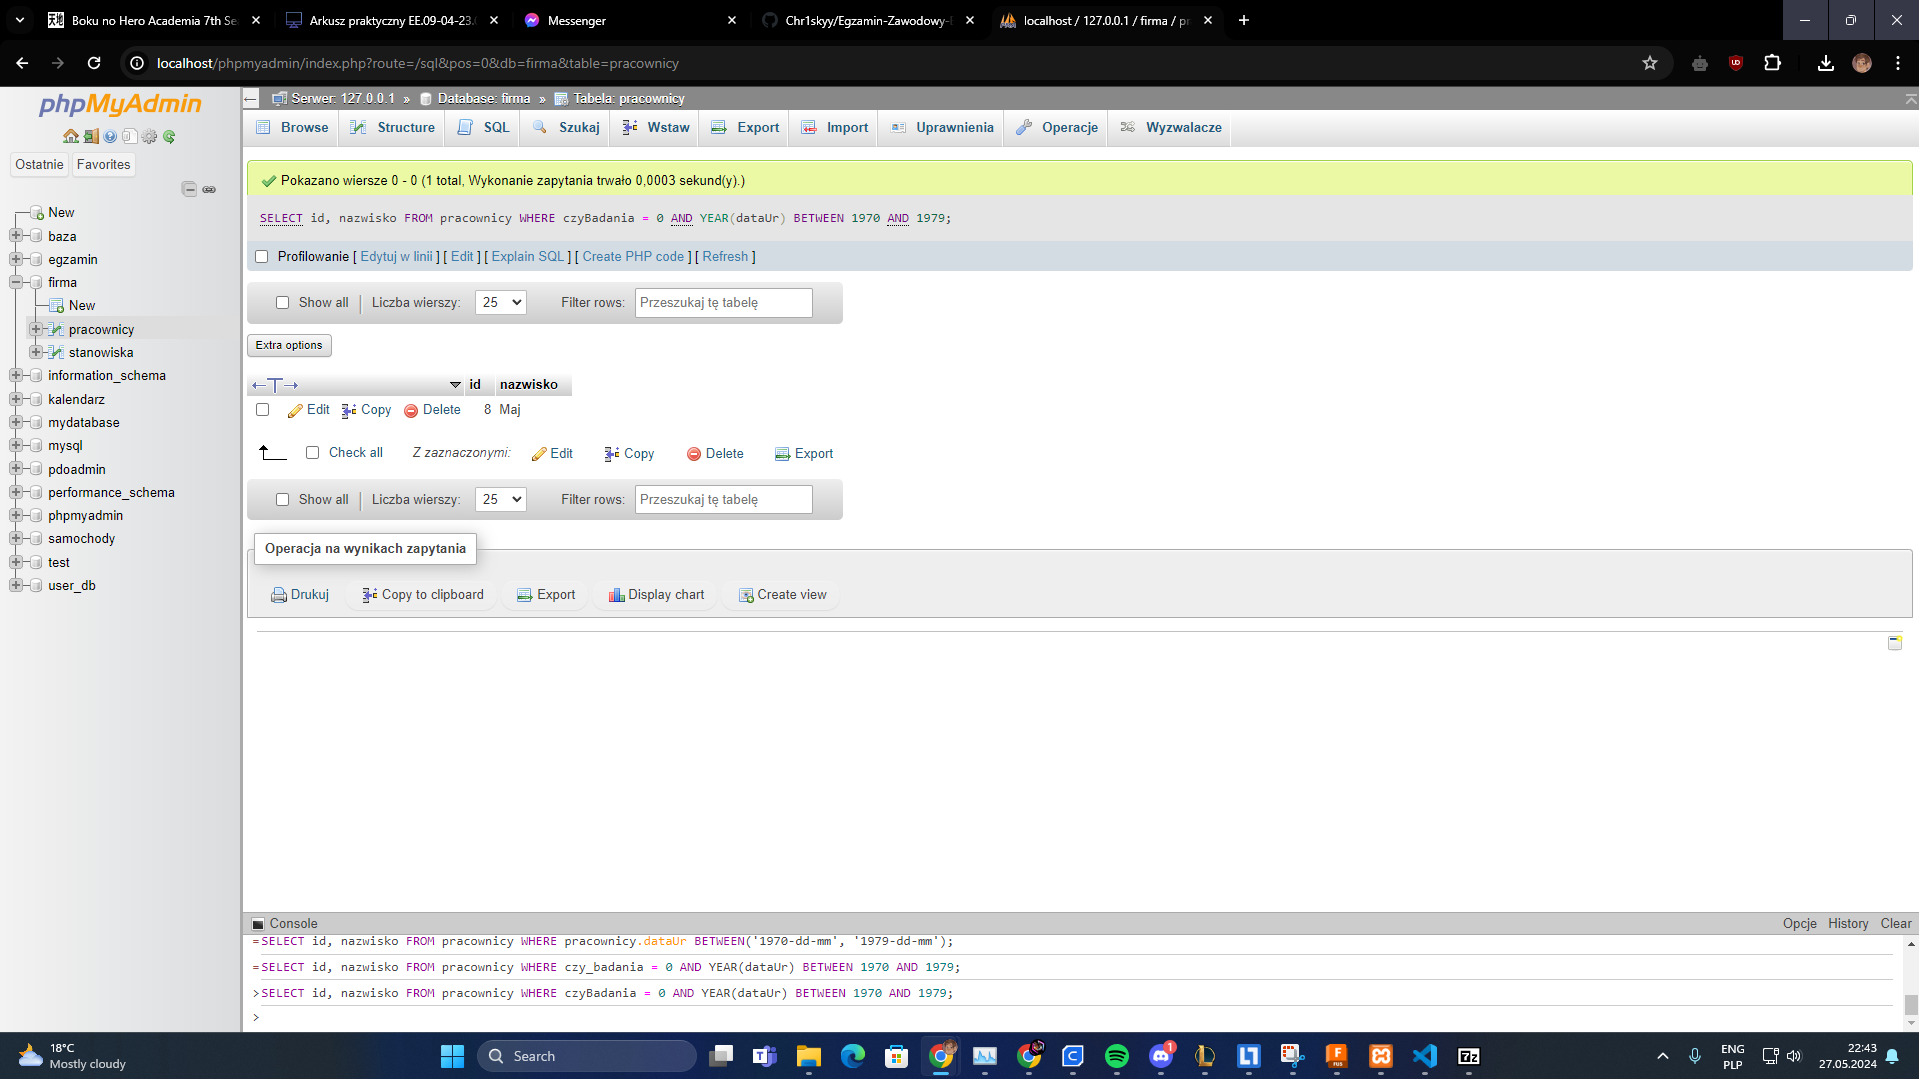 Boku no Hero Academia 7th Se
Arkusz praktyczny EE.09-04-23.
Messenger
Chr1skyy/Egzamin-Zawodowy-
localhost / 127.0.0.1 / firma / pr
localhost/phpmyadmin/index.php?route=/sql&pos=0&db=firma&table=pracownicy
phpMyAdmin
Ostatnie
Favorites
New
baza
egzamin
firma
New
pracownicy
stanowiska
information_schema
kalendarz
mydatabase
mysql
pdoadmin
performance_schema
phpmyadmin
samochody
test
user_db
Serwer: 127.0.0.1 » Database: firma » Tabela: pracownicy
Browse Structure SQL Szukaj Wstaw Export Import Uprawnienia Operacje Wyzwalacze
Pokazano wiersze 0 - 0 (1 total, Wykonanie zapytania trwało 0,0003 sekund(y).)
SELECT id, nazwisko FROM pracownicy WHERE czyBadania = 0 AND YEAR(dataUr) BETWEEN 1970 AND 1979;
Profilowanie [ Edytuj w linii ] [ Edit ] [ Explain SQL ] [ Create PHP code ] [ Refresh ]
Show all Liczba wierszy: 25 Filter rows: Przeszukaj tę tabelę
Extra options
←T→ id nazwisko
Edit Copy Delete 8 Maj
Check all Z zaznaczonymi: Edit Copy Delete Export
Show all Liczba wierszy: 25 Filter rows: Przeszukaj tę tabelę
Operacja na wynikach zapytania
Drukuj Copy to clipboard Export Display chart Create view
Console Opcje History Clear
=SELECT id, nazwisko FROM pracownicy WHERE pracownicy.dataUr BETWEEN('1970-dd-mm', '1979-dd-mm');
=SELECT id, nazwisko FROM pracownicy WHERE czy_badania = 0 AND YEAR(dataUr) BETWEEN 1970 AND 1979;
>SELECT id, nazwisko FROM pracownicy WHERE czyBadania = 0 AND YEAR(dataUr) BETWEEN 1970 AND 1979;
>
18°C
Mostly cloudy
Search
1
7z
ENG
PLP
22:43
27.05.2024